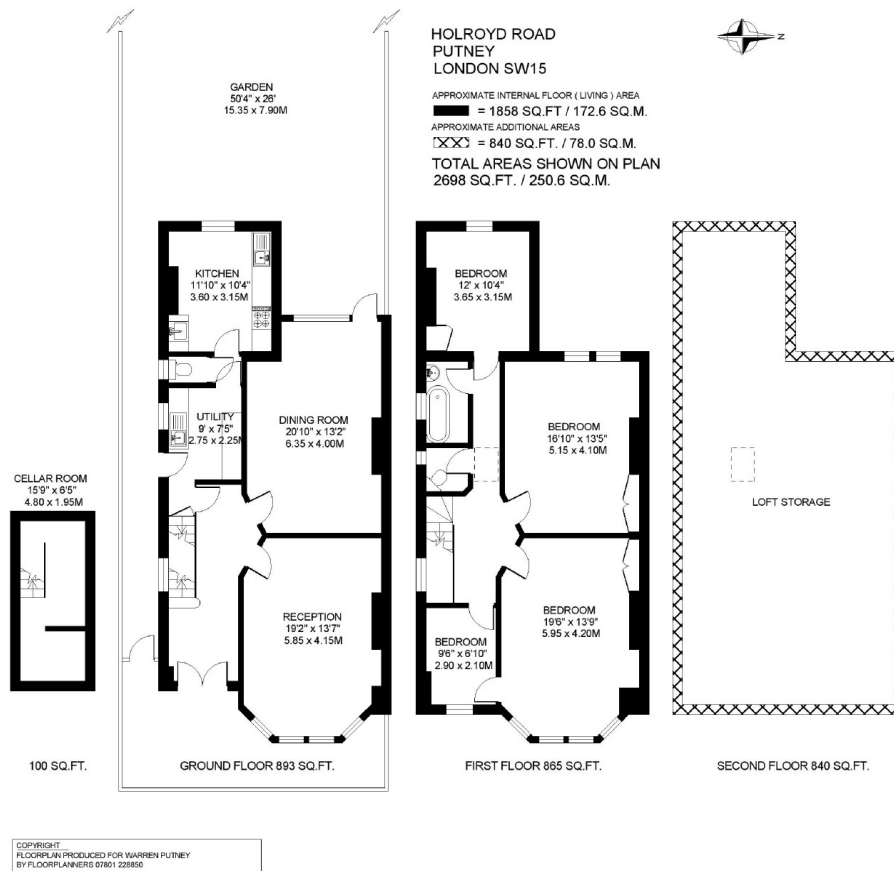 HOLROYD ROAD
PUTNEY
LONDON SW15
APPROXIMATE INTERNAL FLOOR ( LIVING ) AREA
= 1858 SQ.FT / 172.6 SQ.M.
APPROXIMATE ADDITIONAL AREAS
= 840 SQ.FT. / 78.0 SQ.M.
TOTAL AREAS SHOWN ON PLAN
2698 SQ.FT. / 250.6 SQ.M.
N
GARDEN
50'4" x 26'
15.35 x 7.90M
KITCHEN
11'10" x 10'4"
3.60 x 3.15M
UTILITY
9' x 7'5"
2.75 x 2.25M
DINING ROOM
20'10" x 13'2"
6.35 x 4.00M
CELLAR ROOM
15'9" x 6'5"
4.80 x 1.95M
RECEPTION
19'2" x 13'7"
5.85 x 4.15M
BEDROOM
12' x 10'4"
3.65 x 3.15M
BEDROOM
16'10" x 13'5"
5.15 x 4.10M
BEDROOM
19'6" x 13'9"
5.95 x 4.20M
BEDROOM
9'6" x 6'10"
2.90 x 2.10M
LOFT STORAGE
100 SQ.FT.
GROUND FLOOR 893 SQ.FT.
FIRST FLOOR 865 SQ.FT.
SECOND FLOOR 840 SQ.FT.
COPYRIGHT
FLOORPLAN PRODUCED FOR WARREN PUTNEY
BY FLOORPLANNERS 07801 228850